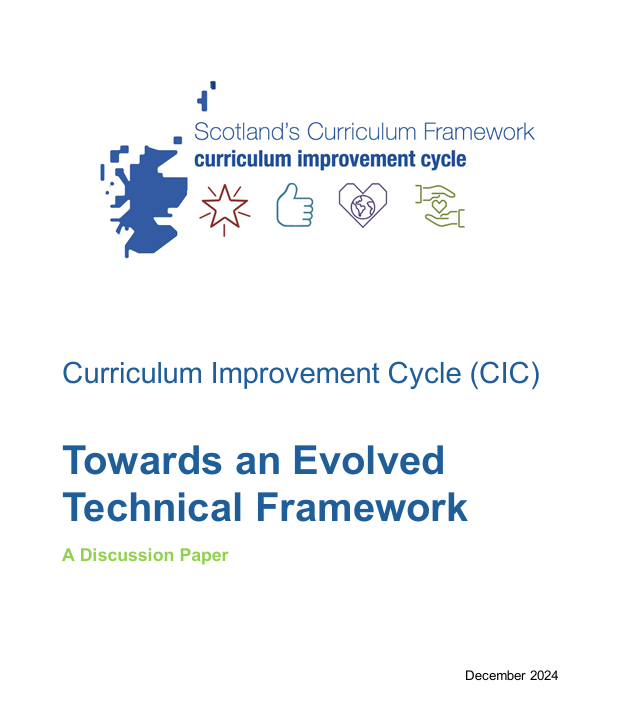 Scotland's Curriculum Framework
curriculum improvement cycle
Curriculum Improvement Cycle (CIC)
Towards an Evolved
Technical Framework
A Discussion Paper
December 2024